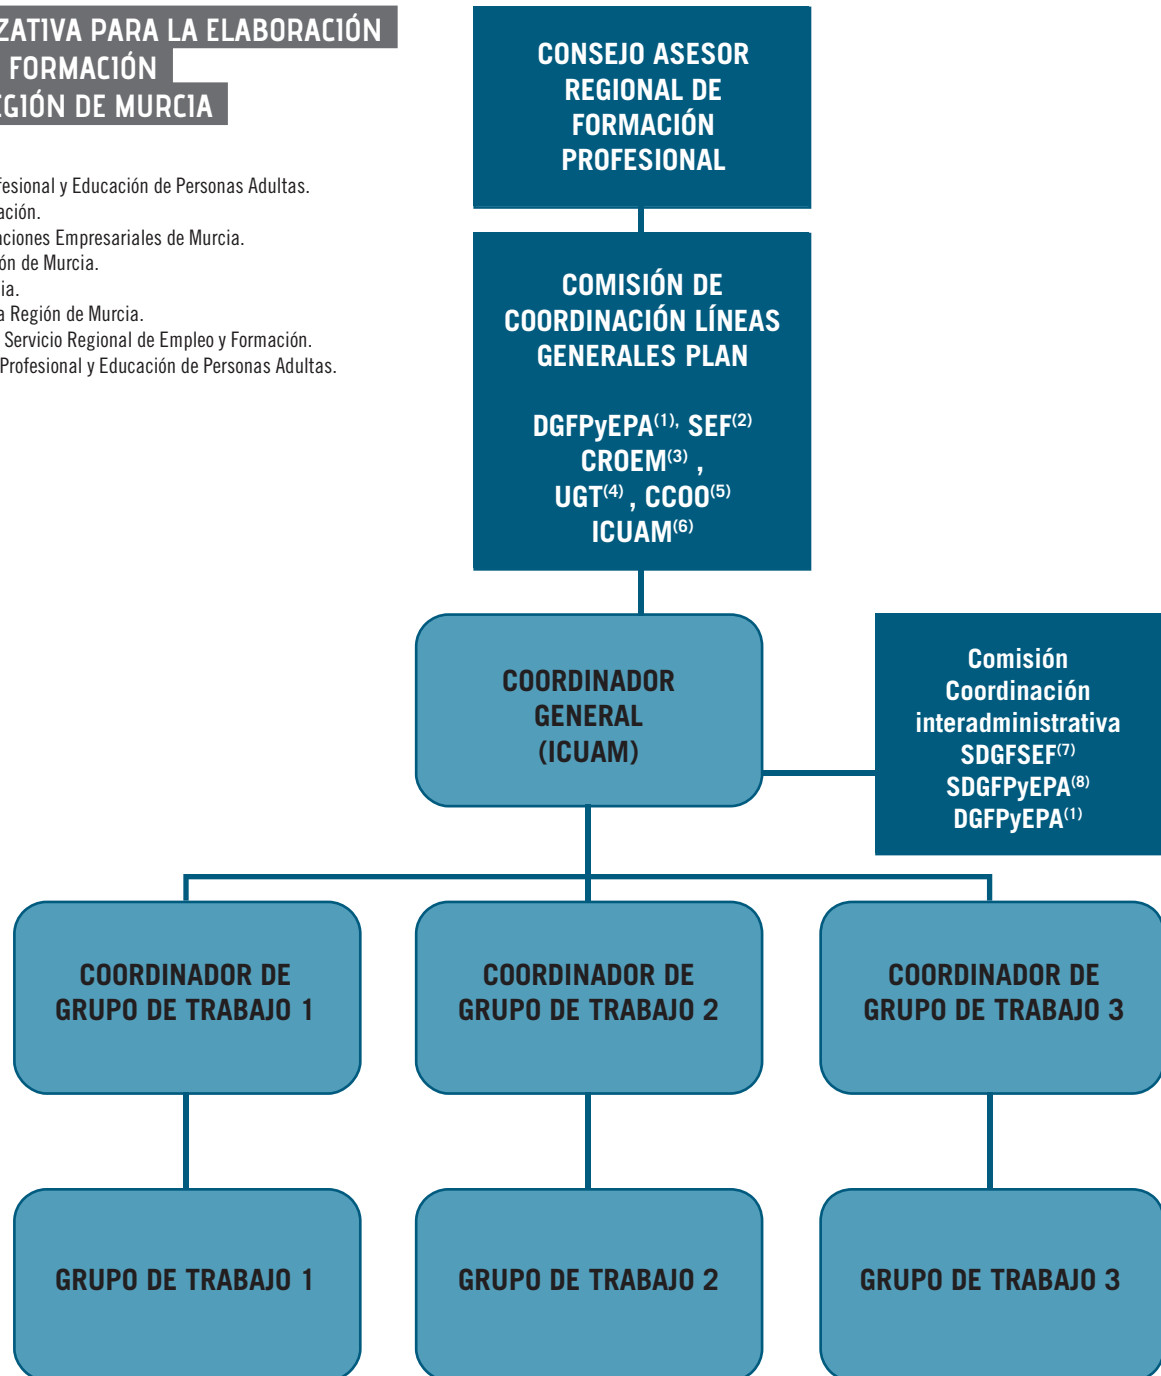 ZATIVA PARA LA ELABORACIÓN
FORMACIÓN
EGIÓN DE MURCIA
fesional y Educación de Personas Adultas.
ación.
aciones Empresariales de Murcia.
ión de Murcia.
cia.
a Región de Murcia.
Servicio Regional de Empleo y Formación.
Profesional y Educación de Personas Adultas.
CONSEJO ASESOR
REGIONAL DE
FORMACIÓN
PROFESIONAL
COMISIÓN DE
COORDINACIÓN LÍNEAS
GENERALES PLAN
DGFPyEPA(1), SEF(2)
CROEM(3) ,
UGT(4) , CCOO(5)
ICUAM(6)
COORDINADOR
GENERAL
(ICUAM)
Comisión
Coordinación
interadministrativa
SDGFSEF(7)
SDGFPyEPA(8)
DGFPyEPA(1)
COORDINADOR DE
GRUPO DE TRABAJO 1
COORDINADOR DE
GRUPO DE TRABAJO 2
COORDINADOR DE
GRUPO DE TRABAJO 3
GRUPO DE TRABAJO 1
GRUPO DE TRABAJO 2
GRUPO DE TRABAJO 3